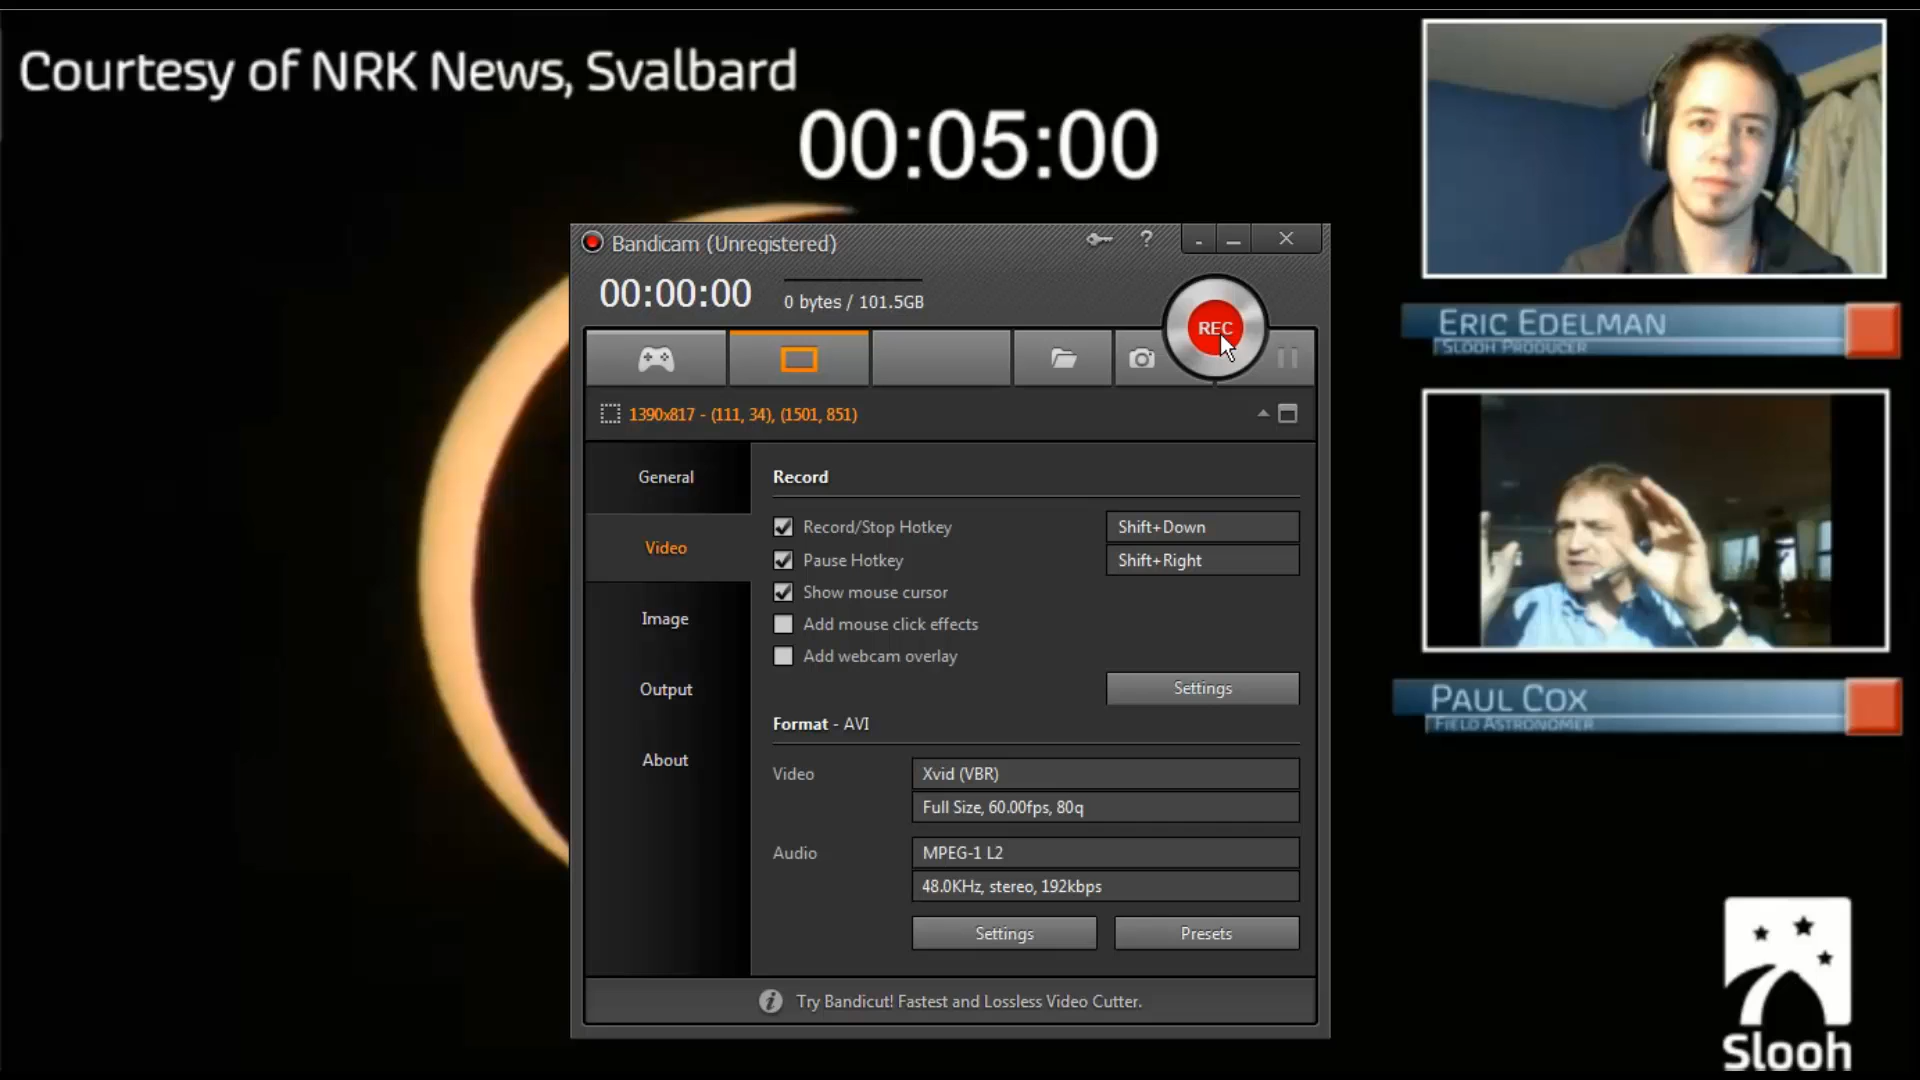 Courtesy of NRK News, Svalbard
00:05:00
Bandicam (Unregistered)
?
00:00:00
0 bytes / 101.5GB
REC
1390x817 - (111, 34), (1501, 851)
General
Video
Image
Output
About
Record
Record/Stop Hotkey
Shift+Down
Pause Hotkey
Shift+Right
Show mouse cursor
Add mouse click effects
Add webcam overlay
Settings
Format - AVI
Video
Xvid (VBR)
Full Size, 60.00fps, 80q
Audio
MPEG-1 L2
48.0KHz, stereo, 192kbps
Settings
Presets
Try Bandicut! Fastest and Lossless Video Cutter.
ERIC EDELMAN
SLOOH PRODUCER
PAUL COX
FIELD ASTRONOMER
Slooh